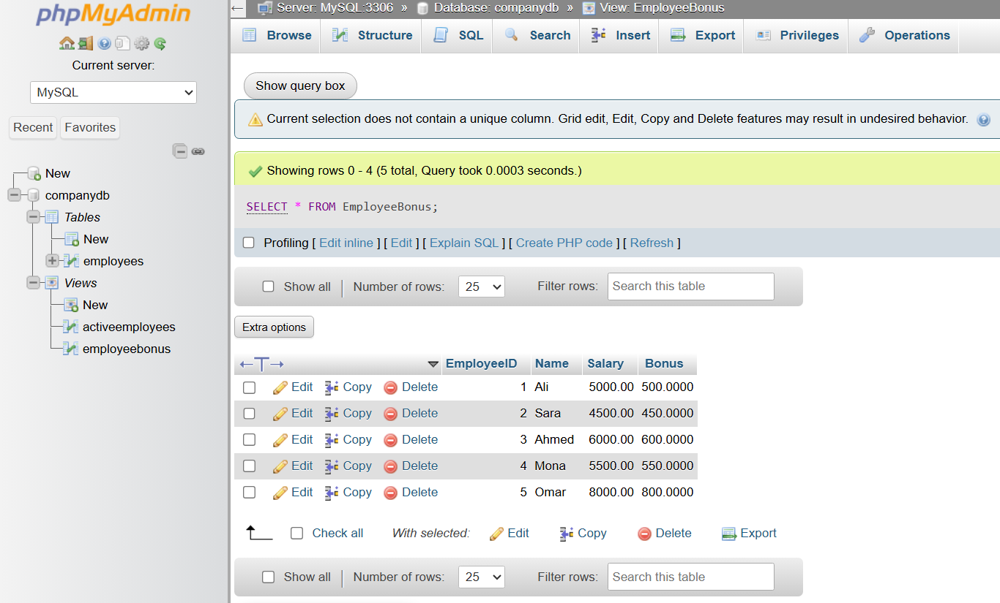 phpMyAdmin
Current server:
MySQL
Recent Favorites
New
companydb
Tables
New
employees
Views
New
activeemployees
employeebonus
Server: MySQL:3306 » Database: companydb » View: EmployeeBonus
Browse Structure SQL Search Insert Export Privileges Operations
Show query box
Current selection does not contain a unique column. Grid edit, Edit, Copy and Delete features may result in undesired behavior.
Showing rows 0 - 4 (5 total, Query took 0.0003 seconds.)
SELECT * FROM EmployeeBonus;
Profiling [ Edit inline ] [ Edit ] [ Explain SQL ] [ Create PHP code ] [ Refresh ]
Show all | Number of rows: 25 Filter rows: Search this table
Extra options
←T→ EmployeeID Name Salary Bonus
Edit Copy Delete 1 Ali 5000.00 500.0000
Edit Copy Delete 2 Sara 4500.00 450.0000
Edit Copy Delete 3 Ahmed 6000.00 600.0000
Edit Copy Delete 4 Mona 5500.00 550.0000
Edit Copy Delete 5 Omar 8000.00 800.0000
Check all With selected: Edit Copy Delete Export
Show all | Number of rows: 25 Filter rows: Search this table